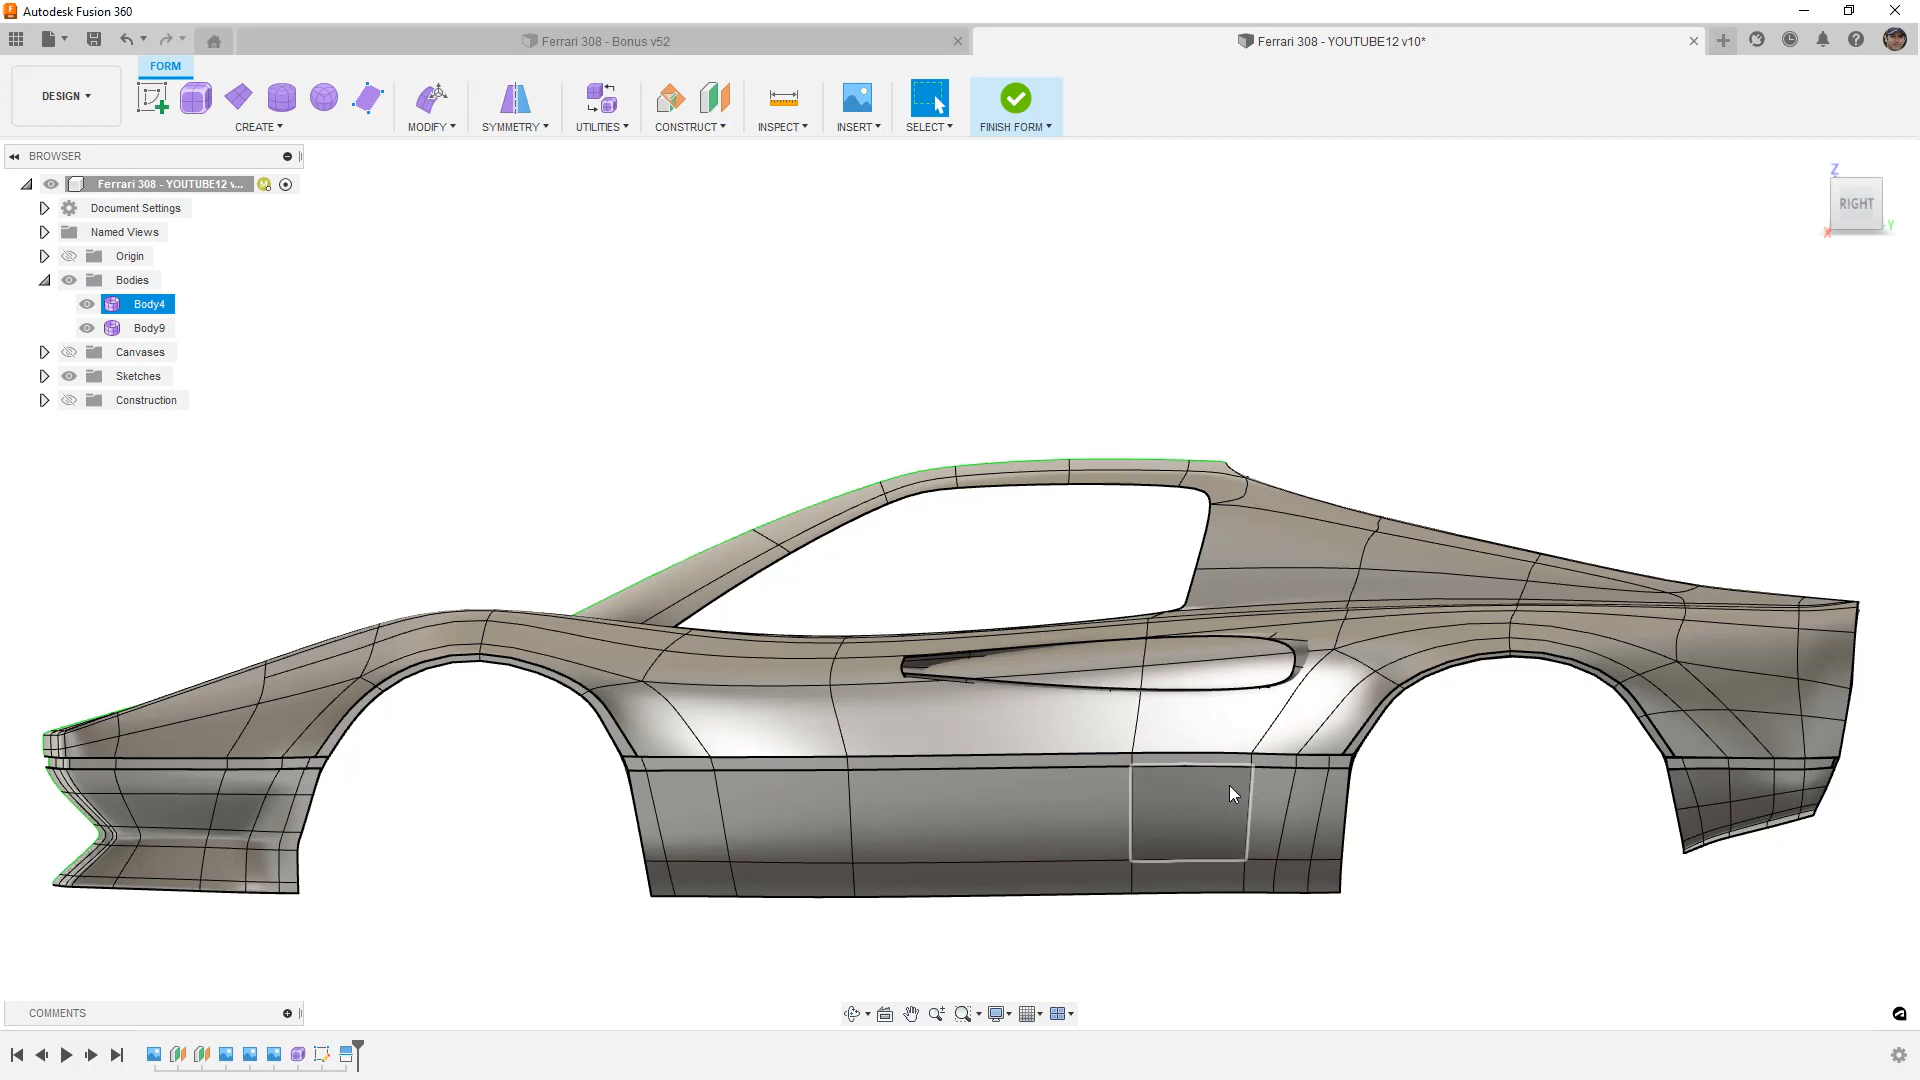 Autodesk Fusion 360
Ferrari 308 - Bonus v52
Ferrari 308 - YOUTUBE12 v10*
FORM
DESIGN
CREATE
MODIFY
SYMMETRY
UTILITIES
CONSTRUCT
INSPECT
INSERT
SELECT
FINISH FORM
BROWSER
Ferrari 308 - YOUTUBE12 v...
Document Settings
Named Views
Origin
Bodies
Body4
Body9
Canvases
Sketches
Construction
Z
RIGHT
Y
X
COMMENTS